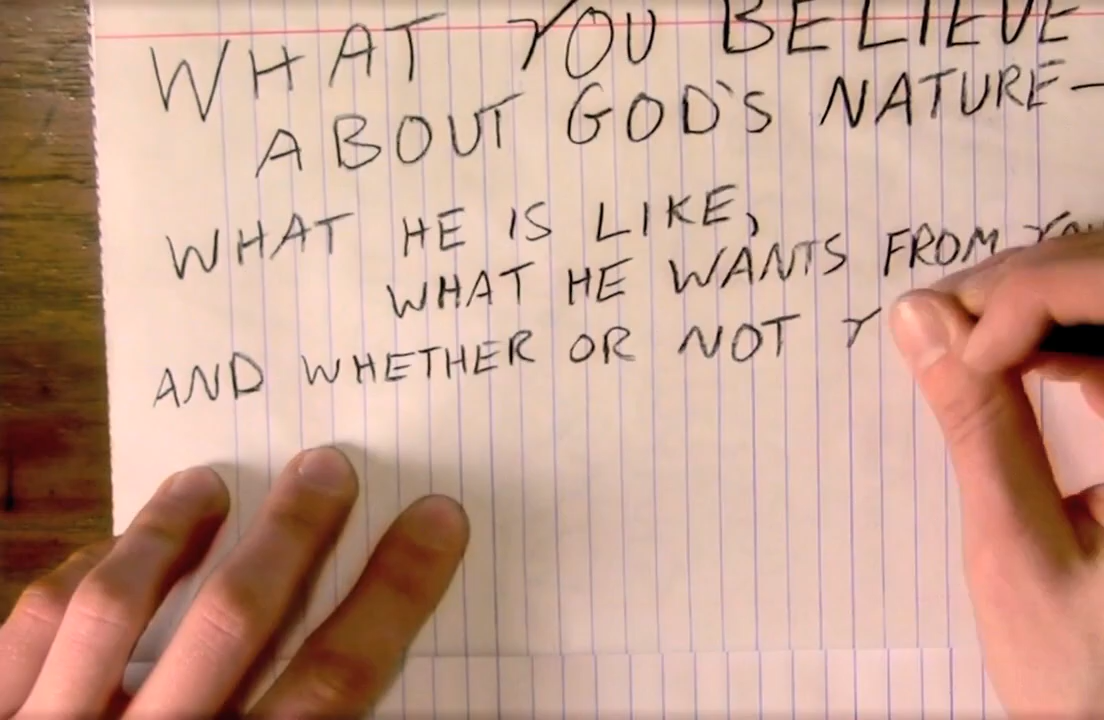 WHAT YOU BELIEVE
ABOUT GOD'S NATURE—
WHAT HE IS LIKE,
WHAT HE WANTS FROM
AND WHETHER OR NOT